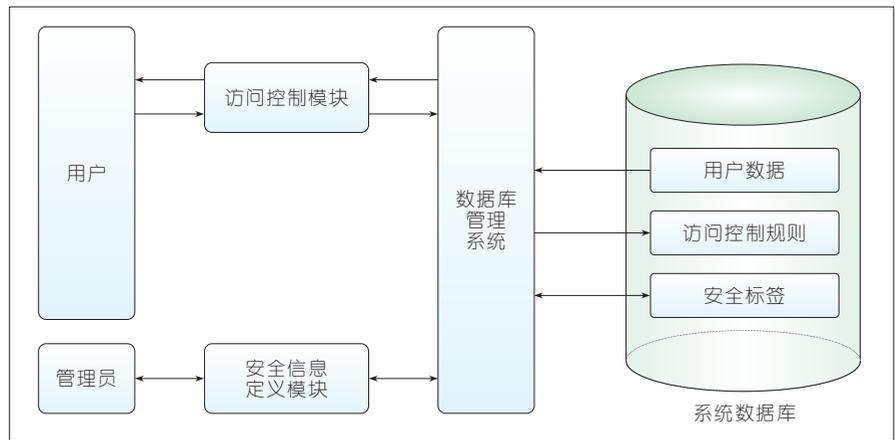 用户
访问控制模块
数据库
管理
系统
用户数据
访问控制规则
安全标签
管理员
安全信息
定义模块
系统数据库